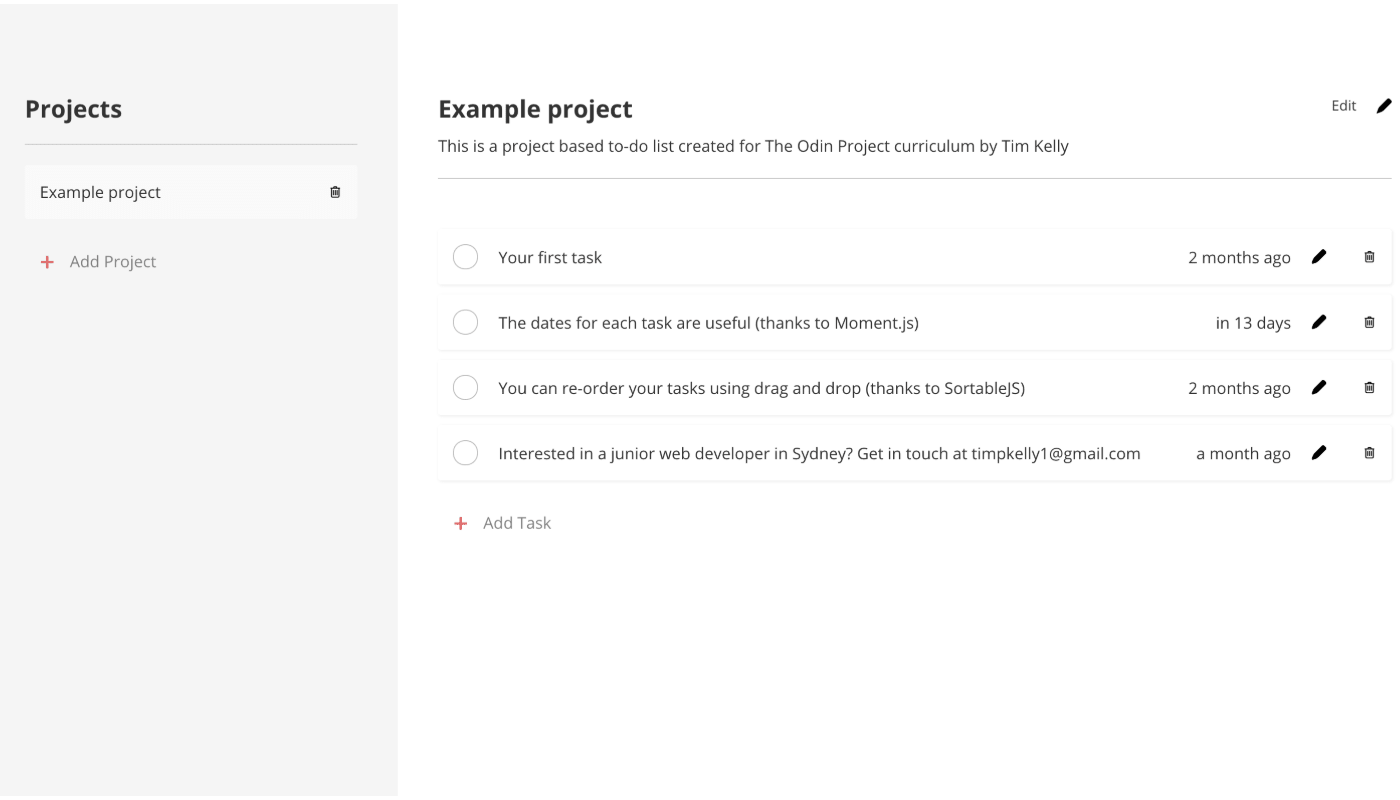 Projects
Example project
Add Project
Example project
Edit
This is a project based to-do list created for The Odin Project curriculum by Tim Kelly
Your first task
2 months ago
The dates for each task are useful (thanks to Moment.js)
in 13 days
You can re-order your tasks using drag and drop (thanks to SortableJS)
2 months ago
Interested in a junior web developer in Sydney? Get in touch at timpkelly1@gmail.com
a month ago
Add Task